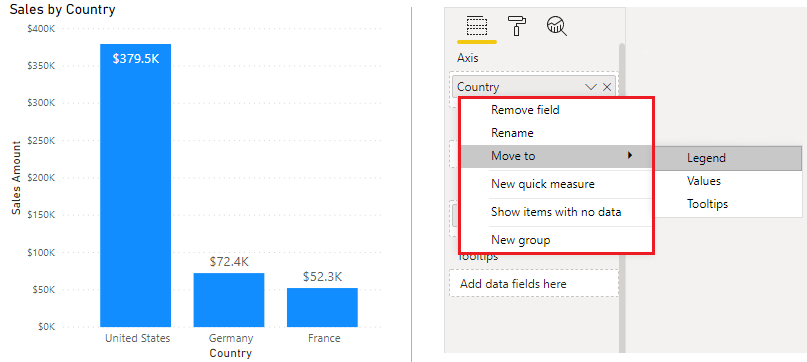 Sales by Country
$400K
$350K
$300K
$250K
$200K
$150K
$100K
$50K
$0K
Sales Amount
$379.5K
$72.4K
$52.3K
United States
Germany
France
Country
Axis
Country
Remove field
Rename
Move to
New quick measure
Show items with no data
New group
Legend
Values
Tooltips
Tooltips
Add data fields here